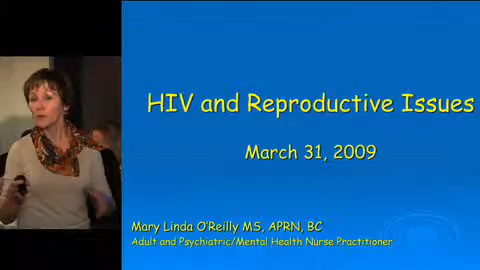 HIV and Reproductive Issues
March 31, 2009
Mary Linda O'Reilly MS, APRN, BC
Adult and Psychiatric/Mental Health Nurse Practitioner